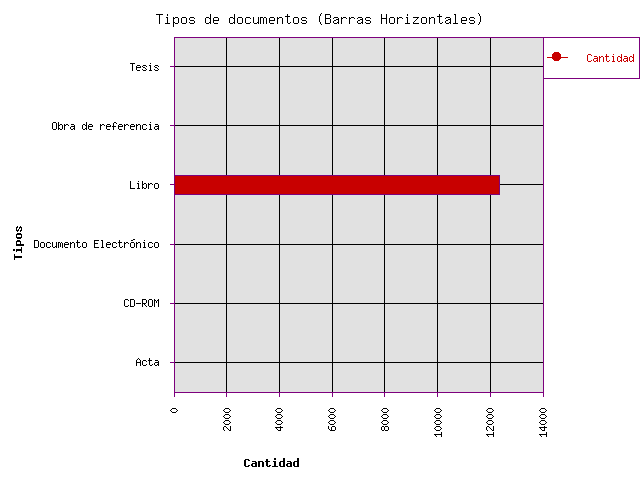 Tipos de documentos (Barras Horizontales)
Cantidad
Tesis
Obra de referencia
Libro
Documento Electrónico
CD-ROM
Acta
Tipos
0
2000
4000
6000
8000
10000
12000
14000
Cantidad